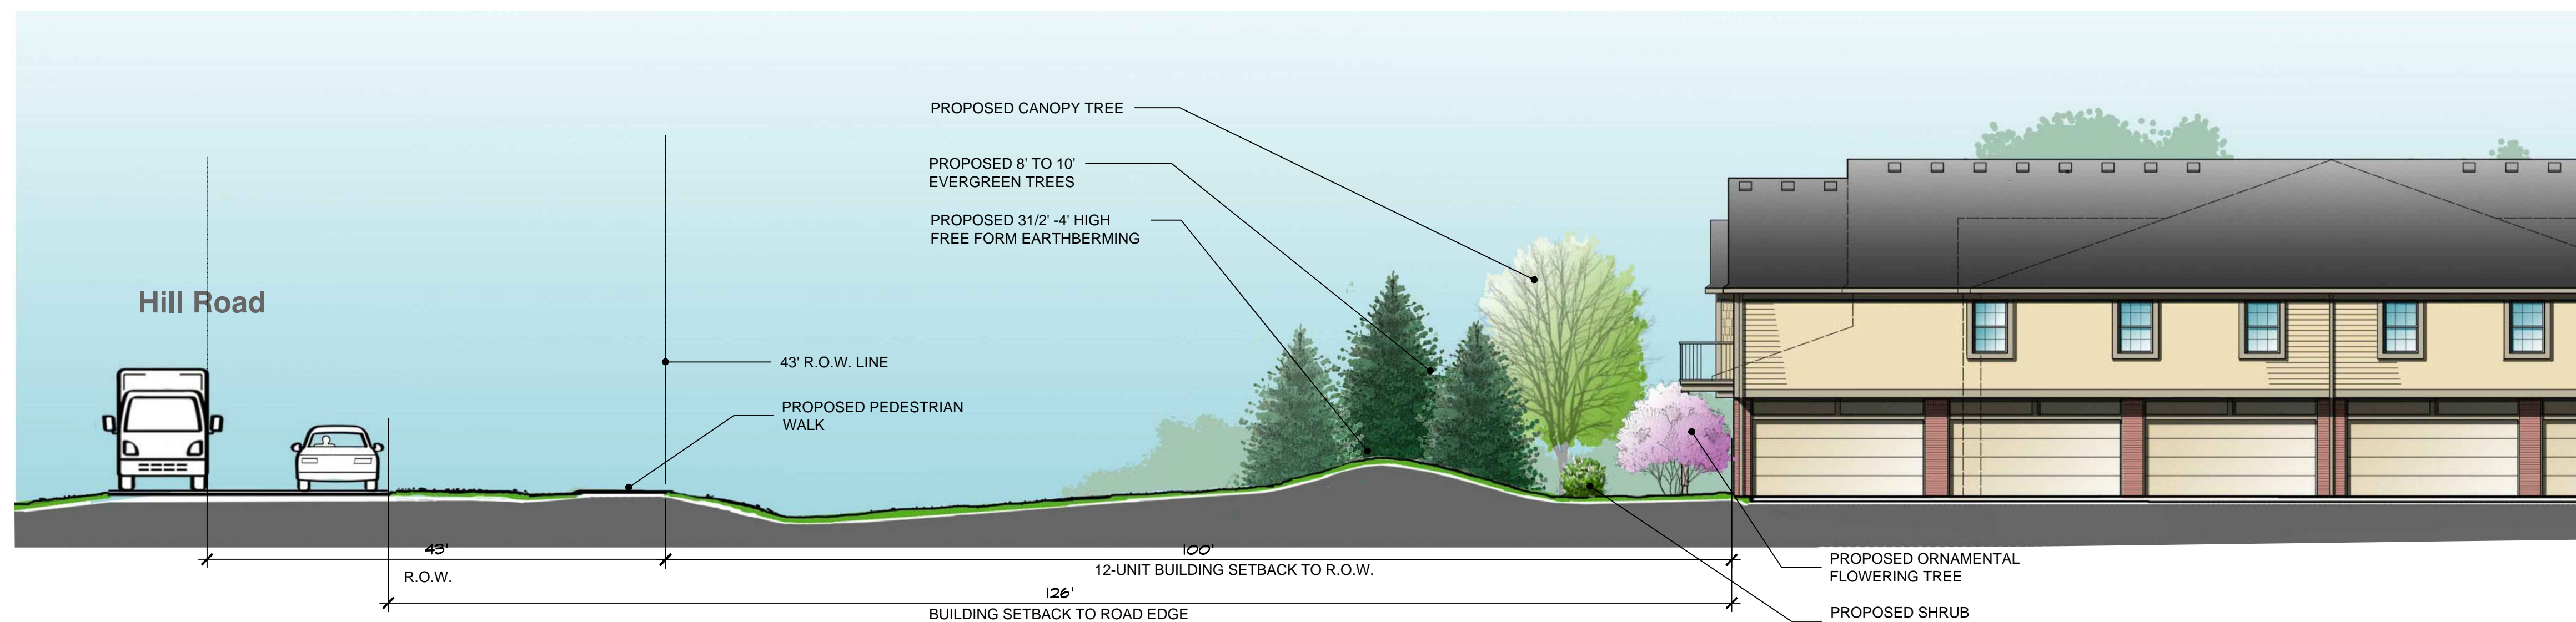 PROPOSED CANOPY TREE
PROPOSED 8' TO 10'
EVERGREEN TREES
PROPOSED 31/2' -4' HIGH
FREE FORM EARTHBERMING
Hill Road
43' R.O.W. LINE
PROPOSED PEDESTRIAN
WALK
43'
R.O.W.
100'
12-UNIT BUILDING SETBACK TO R.O.W.
126'
BUILDING SETBACK TO ROAD EDGE
PROPOSED ORNAMENTAL
FLOWERING TREE
PROPOSED SHRUB